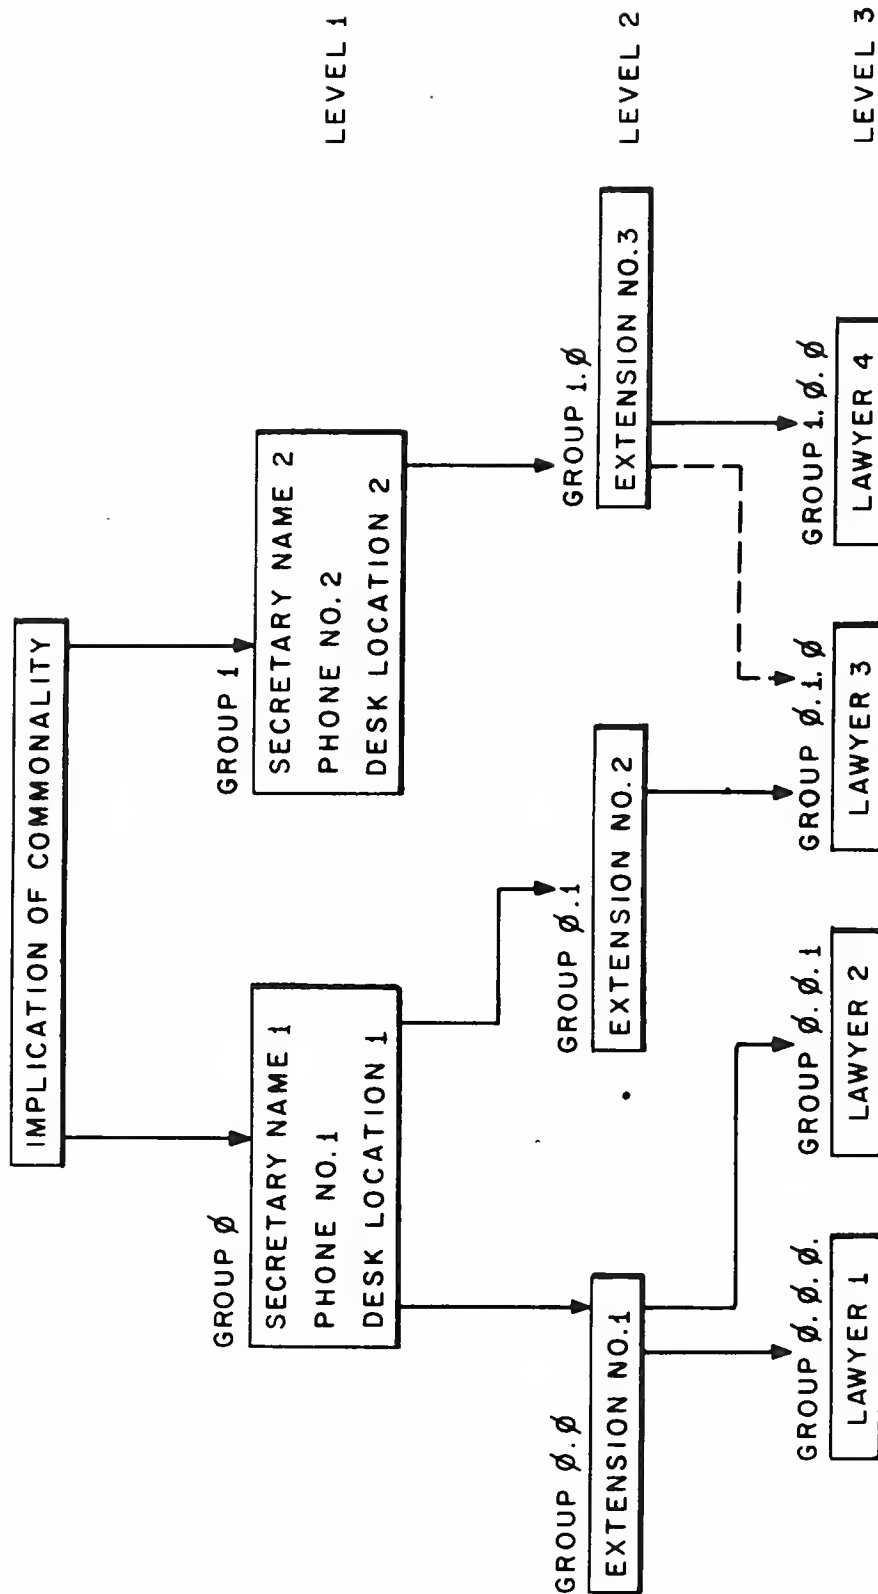 IMPLICATION OF COMMONALITY
GROUP Ø
SECRETARY NAME 1
PHONE NO.1
DESK LOCATION 1
GROUP 1
SECRETARY NAME 2
PHONE NO.2
DESK LOCATION 2
LEVEL 1
GROUP Ø.Ø
EXTENSION NO.1
GROUP Ø.1
EXTENSION NO.2
GROUP 1.Ø
EXTENSION NO.3
LEVEL 2
GROUP Ø.Ø.Ø.
LAWYER 1
GROUP Ø.Ø.1
LAWYER 2
GROUP Ø.1.Ø
LAWYER 3
GROUP 1.Ø.Ø
LAWYER 4
LEVEL 3